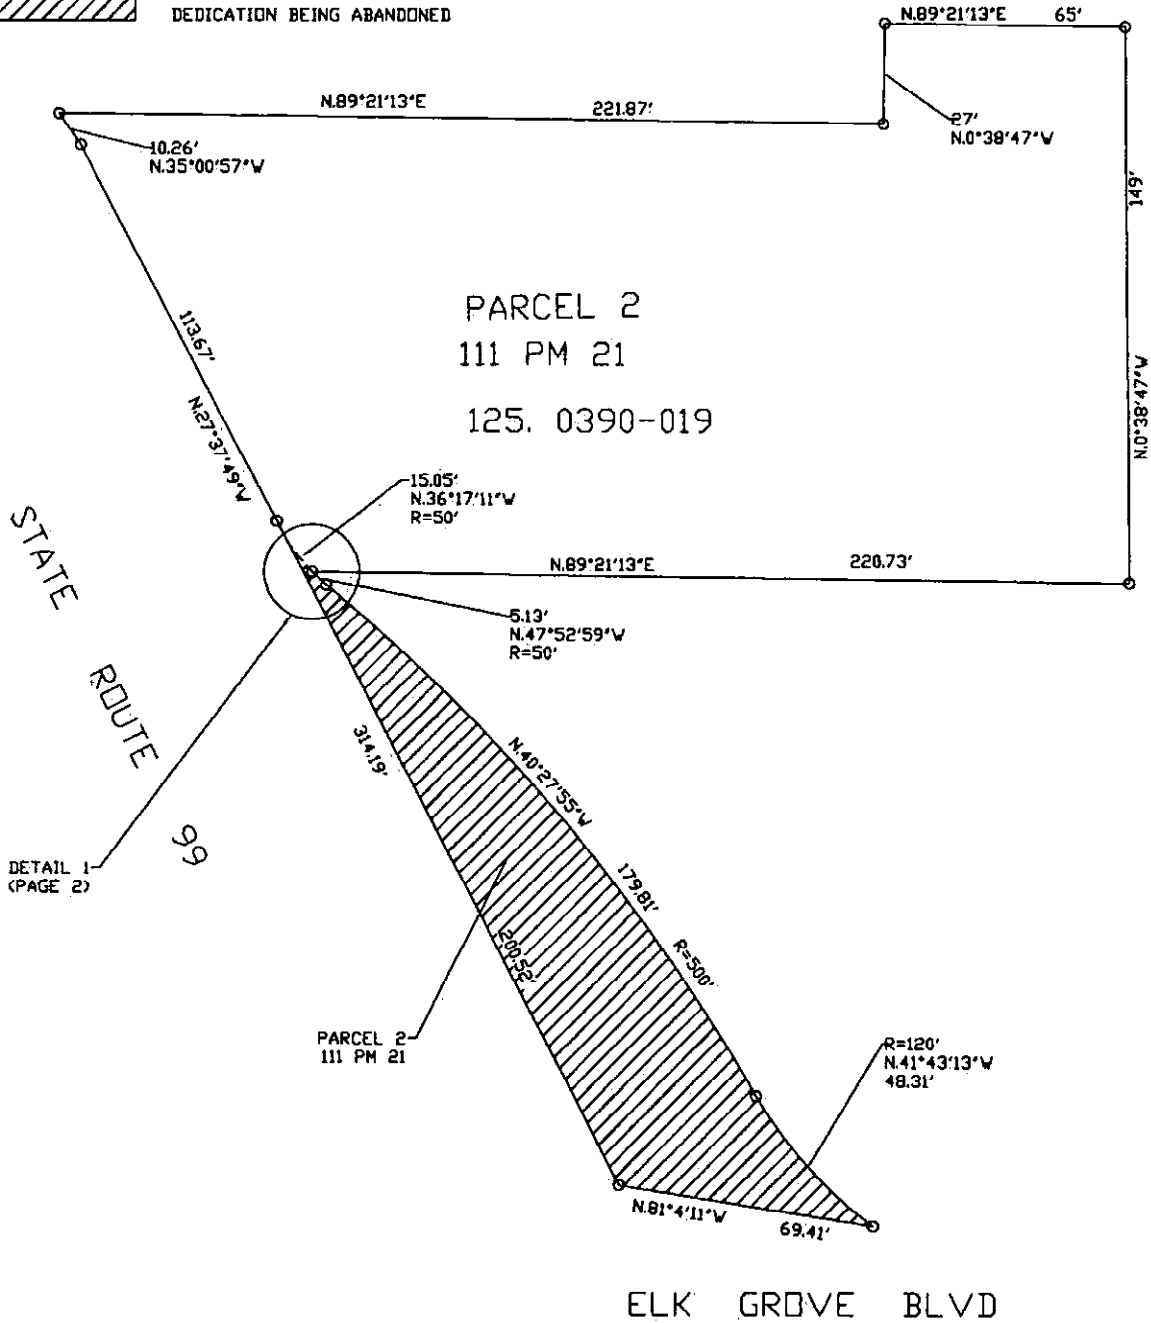 DEDICATION BEING ABANDONED
N.89°21'13"E 65'
N.89°21'13"E 221.87'
27'
N.0°38'47"W
10.26'
N.35°00'57"W
149'
N.0°38'47"W
PARCEL 2
111 PM 21
125. 0390-019
113.67'
N.27°37'49"W
15.05'
N.36°17'11"W
R=50'
N.89°21'13"E 220.73'
5.13'
N.47°52'59"W
R=50'
STATE
ROUTE
99
314.19'
N.40°27'55"W
179.81'
R=500'
200.52'
DETAIL 1
(PAGE 2)
PARCEL 2
111 PM 21
R=120'
N.41°43'13"W
48.31'
N.81°4'11"W
69.41'
ELK GROVE BLVD